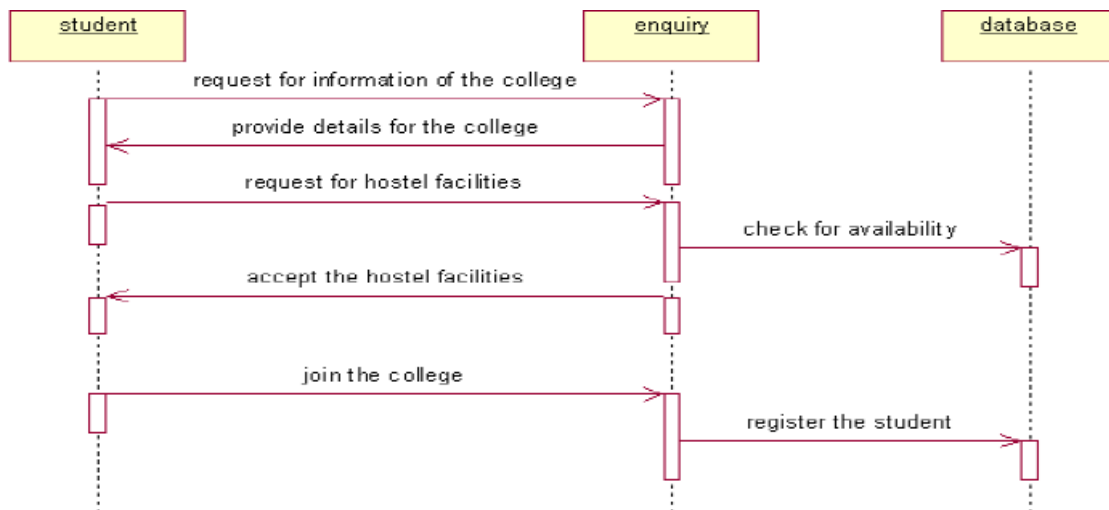 student
enquiry
database
request for information of the college
provide details for the college
request for hostel facilities
check for availability
accept the hostel facilities
join the college
register the student